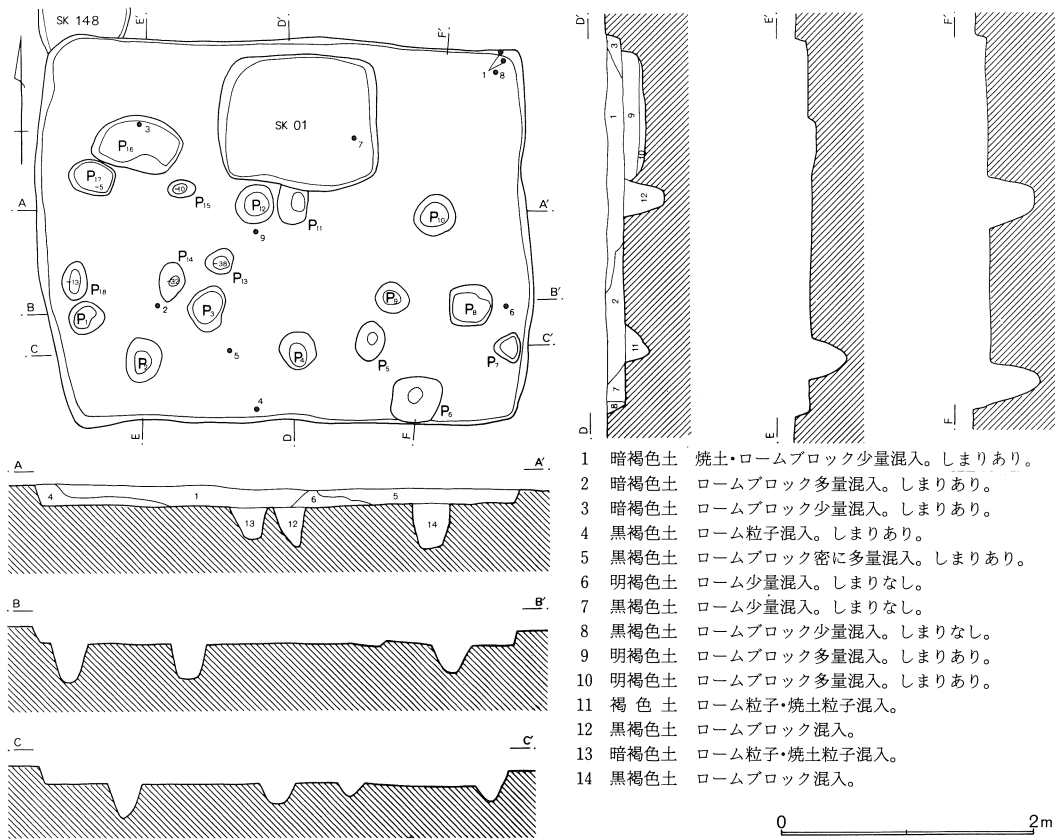 SK 148
E′
D′
F′
1
8
3
P16
SK 01
7
P17
-5
-10
P15
P12
P11
P10
A
A′
9
P14
-38
P13
-32
-13
P18
2
P3
P9
P8
6
B
B′
P1
C
C′
P2
5
P4
P5
P7
4
P6
E
D
F
D′
E′
F′
3
1
9
10
12
2
11
7
8
D
E
F
A
A′
4
1
6
5
13
12
14
B
B′
C
C′
1 暗褐色土 焼土・ロームブロック少量混入。しまりあり。
2 暗褐色土 ロームブロック多量混入。しまりあり。
3 暗褐色土 ロームブロック少量混入。しまりあり。
4 黒褐色土 ローム粒子混入。しまりあり。
5 黒褐色土 ロームブロック密に多量混入。しまりあり。
6 明褐色土 ローム少量混入。しまりなし。
7 黒褐色土 ローム少量混入。しまりなし。
8 黒褐色土 ロームブロック少量混入。しまりなし。
9 明褐色土 ロームブロック多量混入。しまりあり。
10 明褐色土 ロームブロック多量混入。しまりあり。
11 褐色土 ローム粒子・焼土粒子混入。
12 黒褐色土 ロームブロック混入。
13 暗褐色土 ローム粒子・焼土粒子混入。
14 黒褐色土 ロームブロック混入。
0 2m